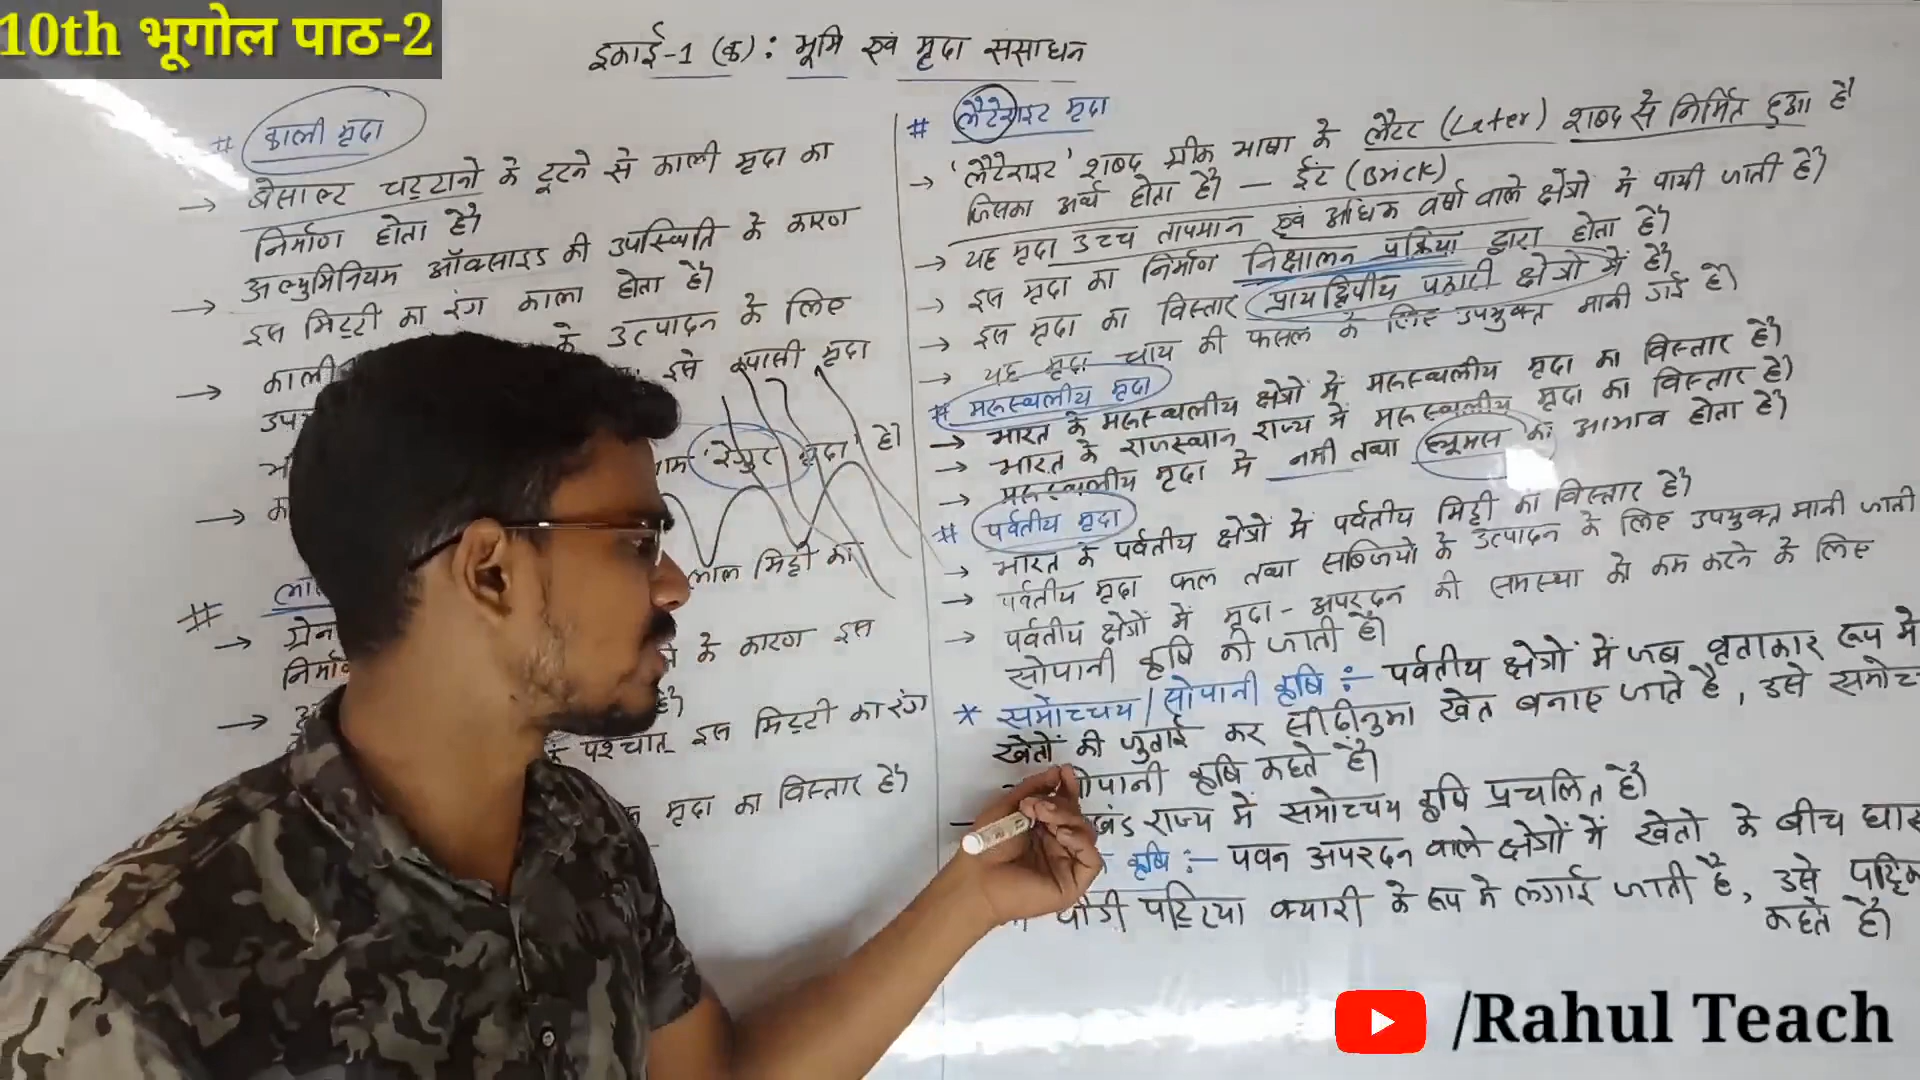 10th भूगोल पाठ-2
इकाई-1 (क) : भूमि एवं मृदा संसाधन
# काली मृदा
→ बेसाल्ट चट्टानो के टूटने से काली मृदा का
निर्माण होता है।
→ अल्युमिनियम ऑक्साइड की उपस्थिति के कारण
इस मिट्टी का रंग काला होता है।
→ काली के उत्पादन के लिए
इसे कपासी मृदा
'रेगुर मृदा' है।
→
लाल मिट्टी का
#
→
निर्माण के कारण इस
→ है।
पश्चात् इस मिट्टी का रंग
मृदा का विस्तार है।
# लैटेराइट मृदा
→ 'लैटेराइट' शब्द ग्रीक भाषा के लैटर (Later) शब्द से निर्मित हुआ है
जिसका अर्थ होता है। — ईंट (Brick)
→ यह मृदा उच्च तापमान एवं अधिक वर्षा वाले क्षेत्रों में पायी जाती है।
→ इस मृदा का निर्माण निक्षालन प्रक्रिया द्वारा होता है।
→ इस मृदा का विस्तार प्रायद्विपीय पठारी क्षेत्रो में है।
→ यह मृदा चाय की फसल के लिए उपयुक्त मानी गई है।
# मरूस्थलीय मृदा
→ भारत के मरूस्थलीय क्षेत्रों में मरूस्थलीय मृदा का विस्तार है।
→ भारत के राजस्थान राज्य में मरूस्थलीय मृदा का विस्तार है।
→ मरूस्थलीय मृदा में नमी तथा ह्यूमस का आभाव होता है।
# पर्वतीय मृदा
→ भारत के पर्वतीय क्षेत्रों में पर्वतीय मिट्टी का विस्तार है।
→ पर्वतीय मृदा फल तथा सब्जियो के उत्पादन के लिए उपयुक्त मानी जाती
→ पर्वतीय क्षेत्रों में मृदा-अपरदन की समस्या को कम करने के लिए
सोपानी कृषि की जाती है।
* समोच्चय/सोपानी कृषि :- पर्वतीय क्षेत्रों में जब वृताकार रूप में
खेतों की जुताई कर सीढ़ीनुमा खेत बनाए जाते है, उसे समोच्
सोपानी कृषि कहते है।
राज्य में समोच्चय कृषि प्रचलित है।
कृषि :- पवन अपरदन वाले क्षेत्रों में खेतो के बीच घास
पट्टिया क्यारी के रूप मे लगाई जाती है, उसे
कहते है।
/Rahul Teach